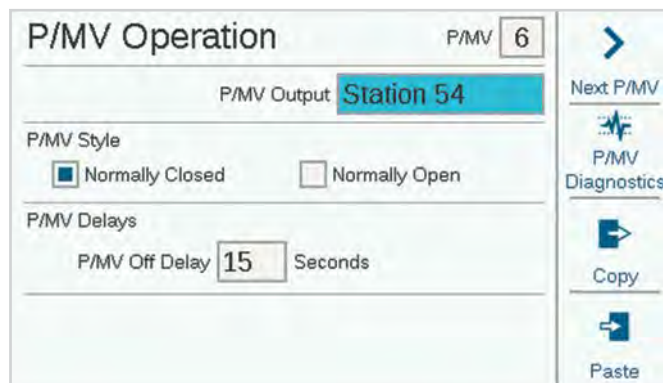 P/MV Operation
P/MV 6
P/MV Output Station 54
P/MV Style
Normally Closed Normally Open
P/MV Delays
P/MV Off Delay 15 Seconds
Next P/MV
P/MV
Diagnostics
Copy
Paste